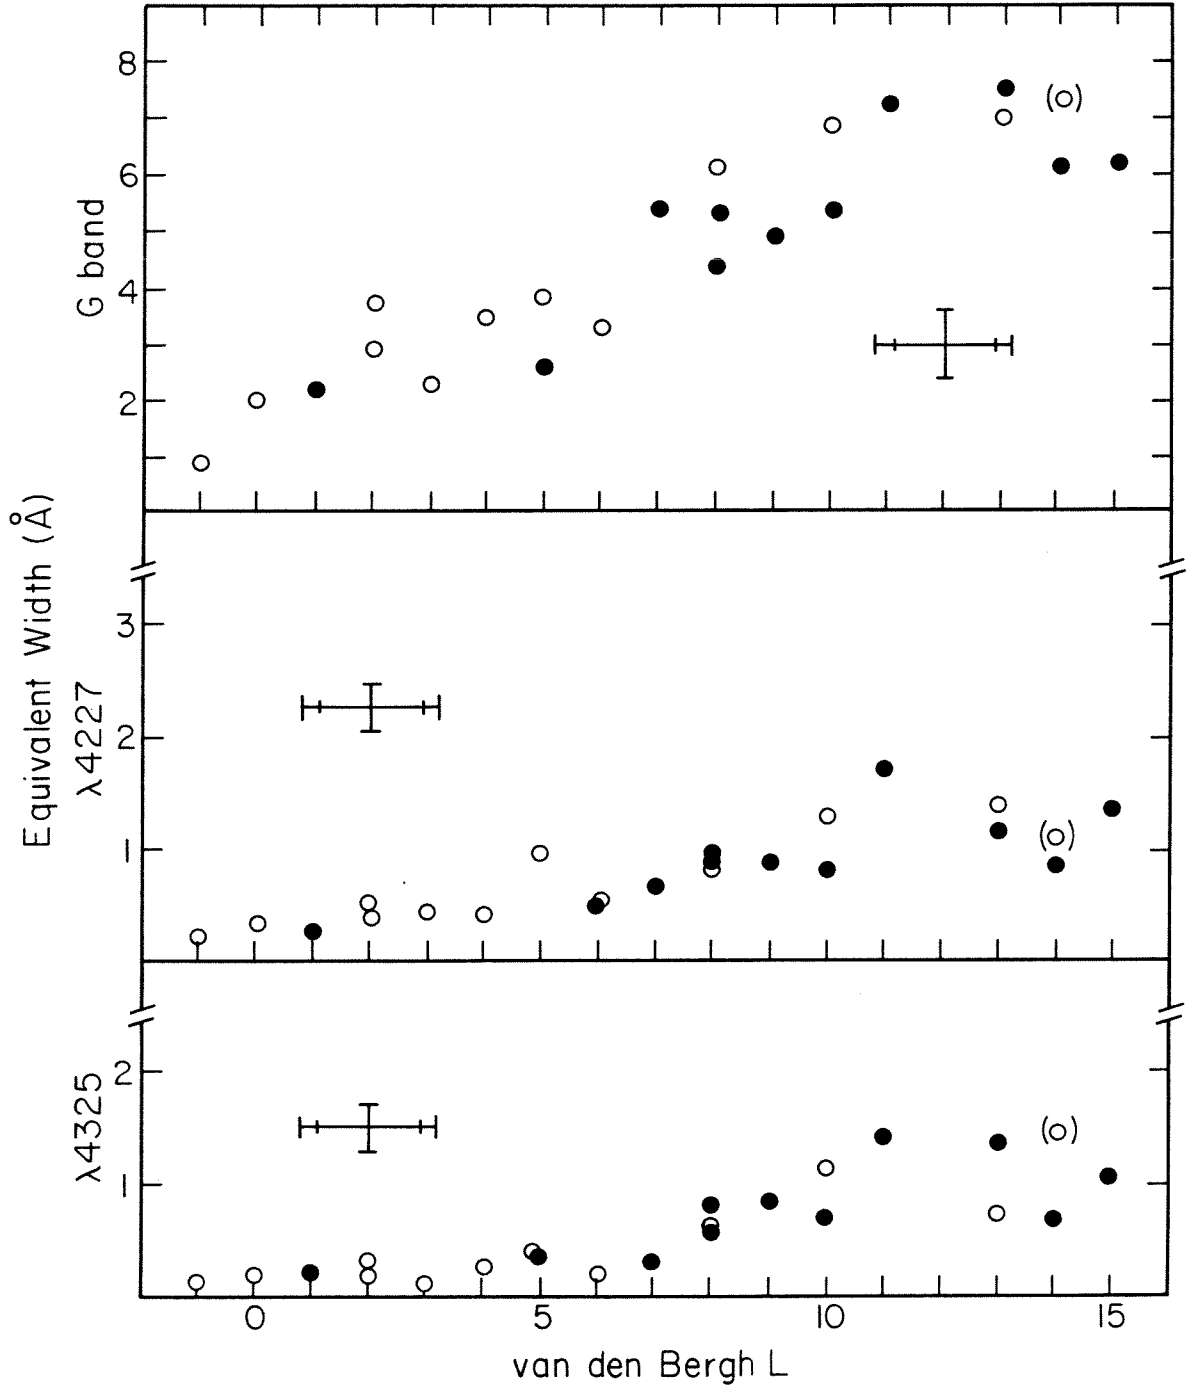 8
6
4
2
G band
Equivalent Width (Å)
3
2
1
λ4227
2
1
λ4325
( )
( )
( )
0 5 10 15
van den Bergh L